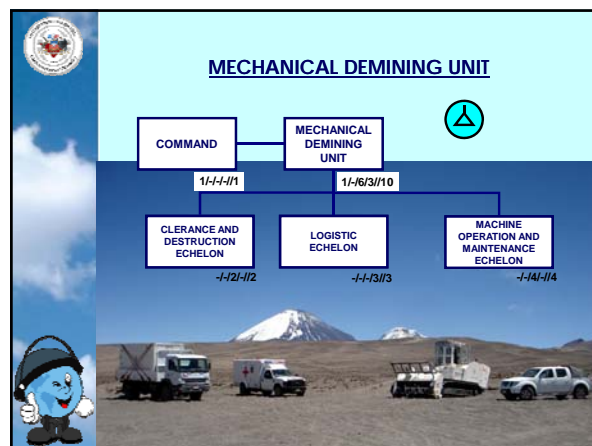 MECHANICAL DEMINING UNIT
COMMAND
MECHANICAL
DEMINING
UNIT
1/-/-/-//1
1/-/6/3//10
CLERANCE AND
DESTRUCTION
ECHELON
LOGISTIC
ECHELON
MACHINE
OPERATION AND
MAINTENANCE
ECHELON
-/-/2/-//2
-/-/-/3//3
-/-/4/-//4